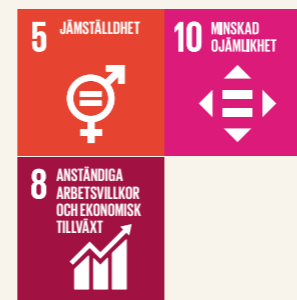 5 JÄMSTÄLLDHET
10 MINSKAD
OJÄMLIKHET
8 ANSTÄNDIGA
ARBETSVILLKOR
OCH EKONOMISK
TILLVÄXT